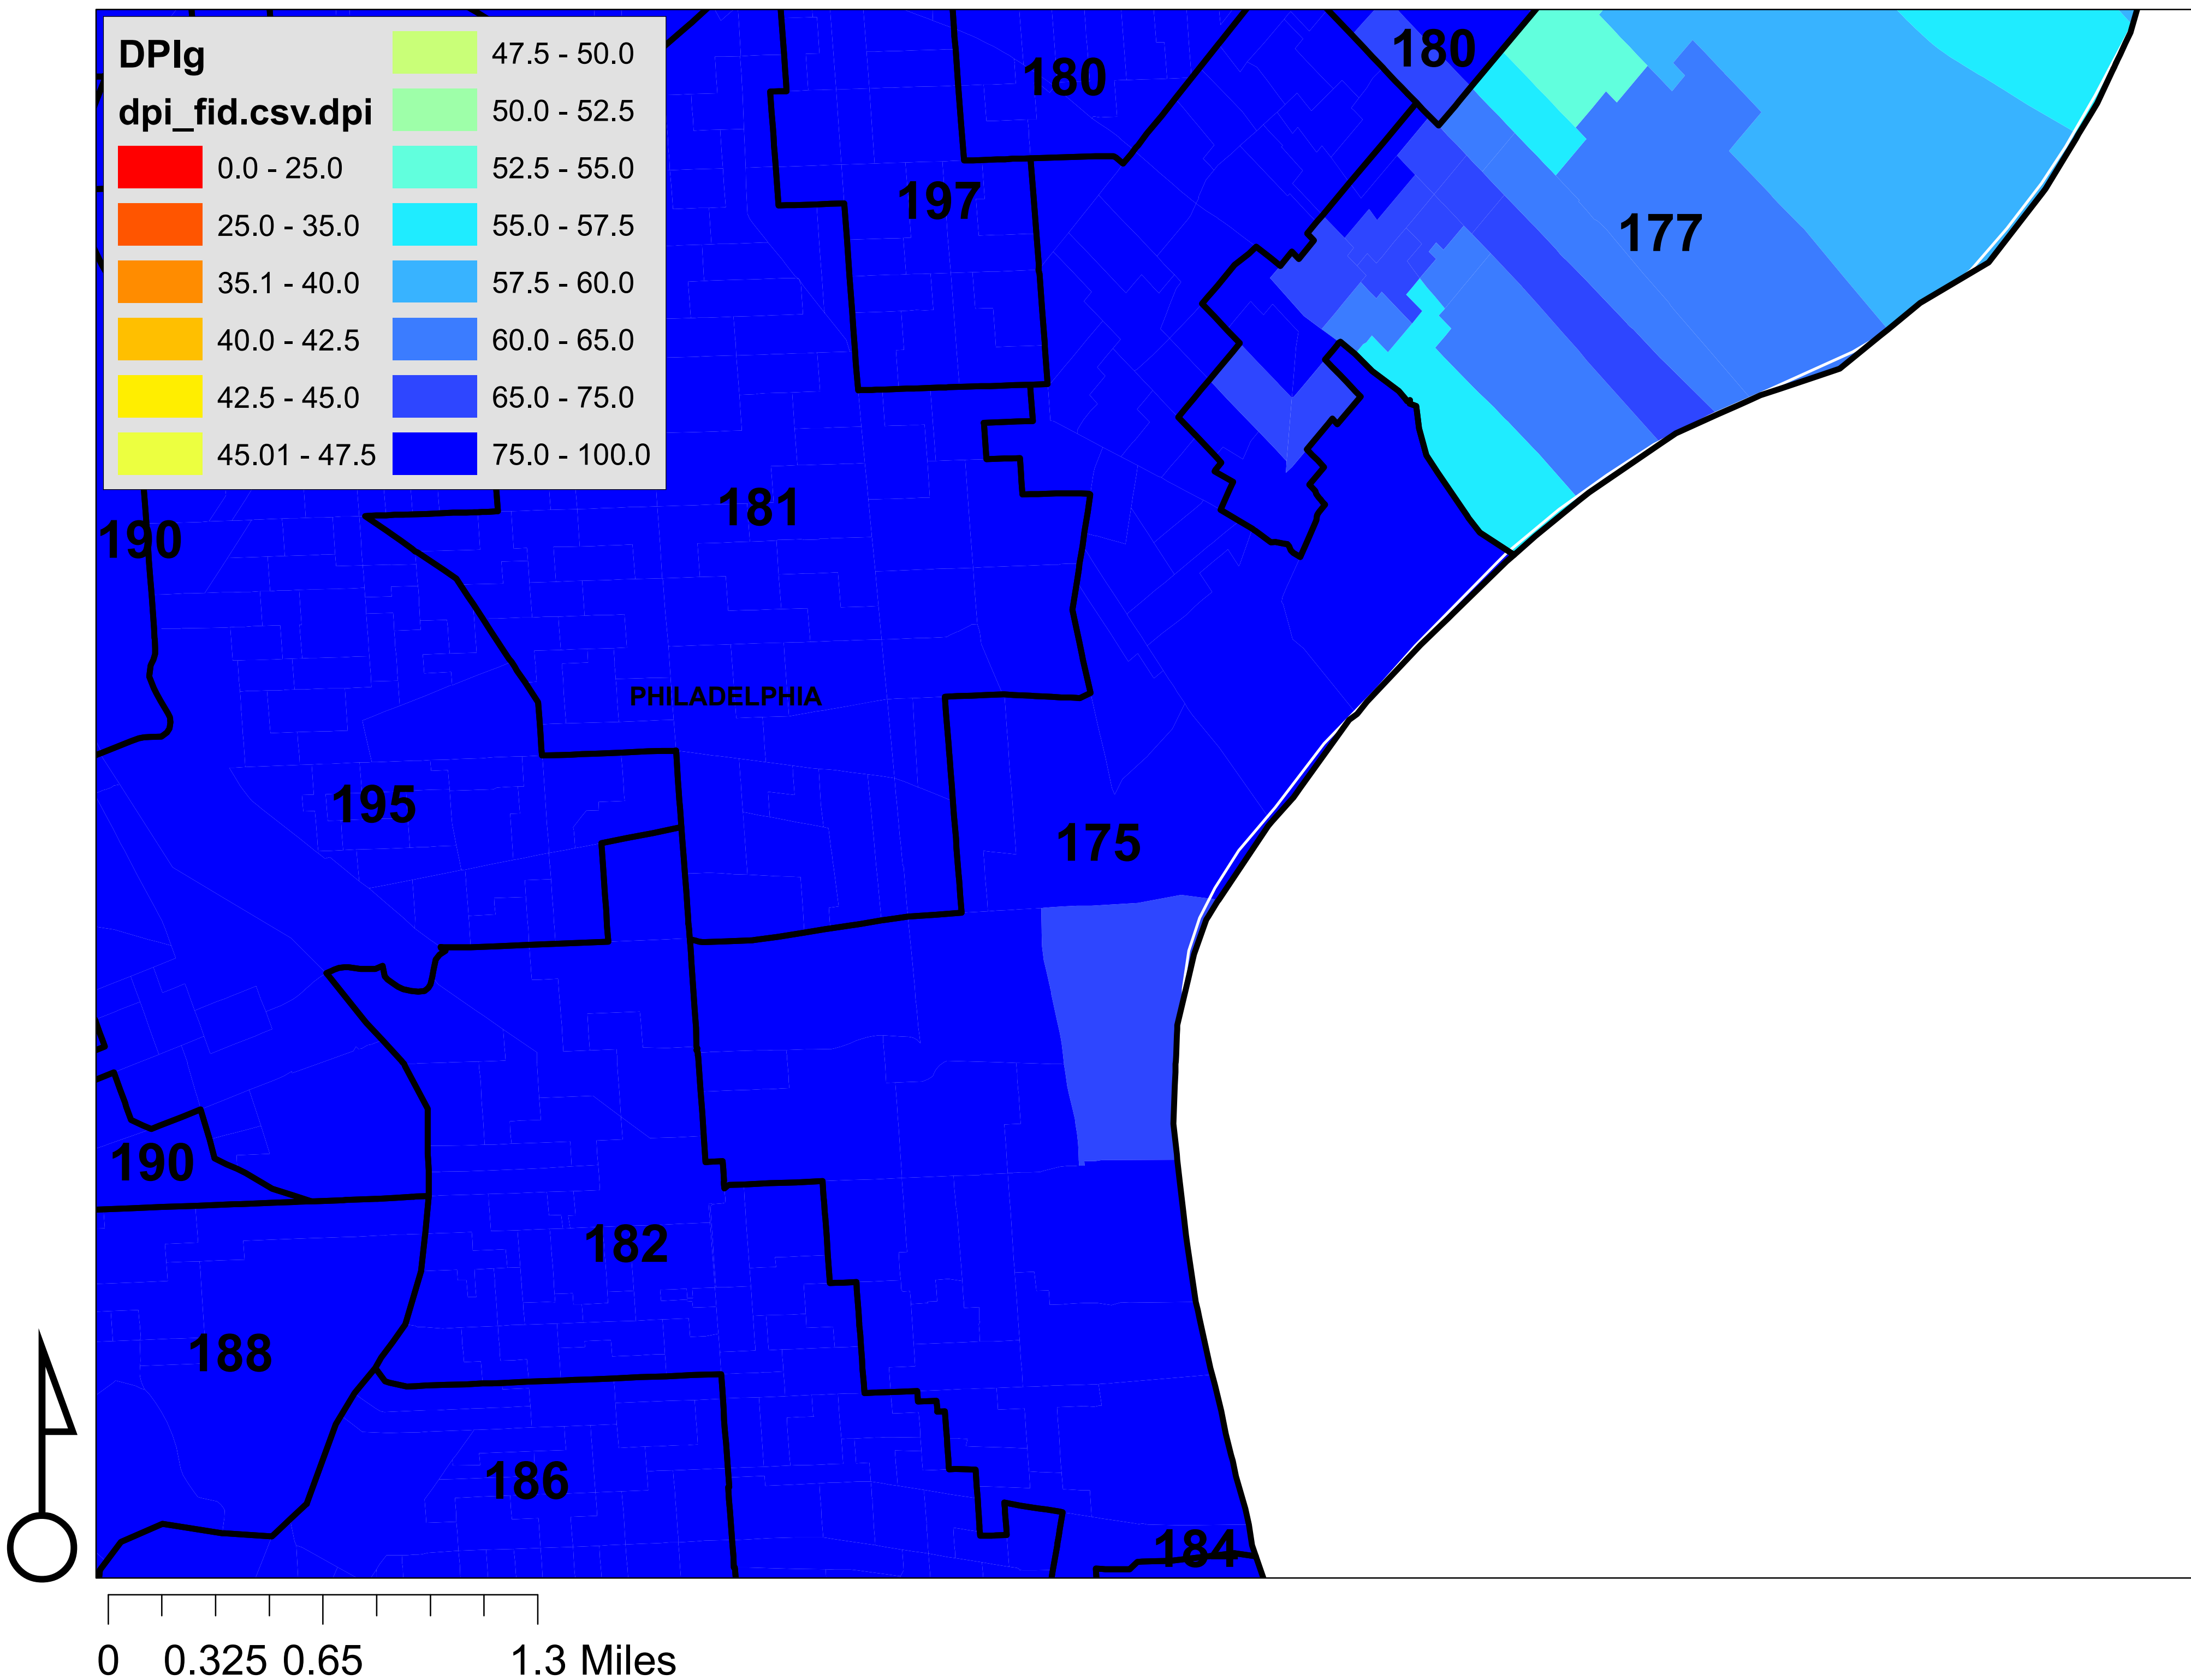 DPIg
dpi_fid.csv.dpi
0.0 - 25.0
25.0 - 35.0
35.1 - 40.0
40.0 - 42.5
42.5 - 45.0
45.01 - 47.5
47.5 - 50.0
50.0 - 52.5
52.5 - 55.0
55.0 - 57.5
57.5 - 60.0
60.0 - 65.0
65.0 - 75.0
75.0 - 100.0
180
180
197
177
181
190
PHILADELPHIA
195
175
190
182
188
186
184
0 0.325 0.65 1.3 Miles